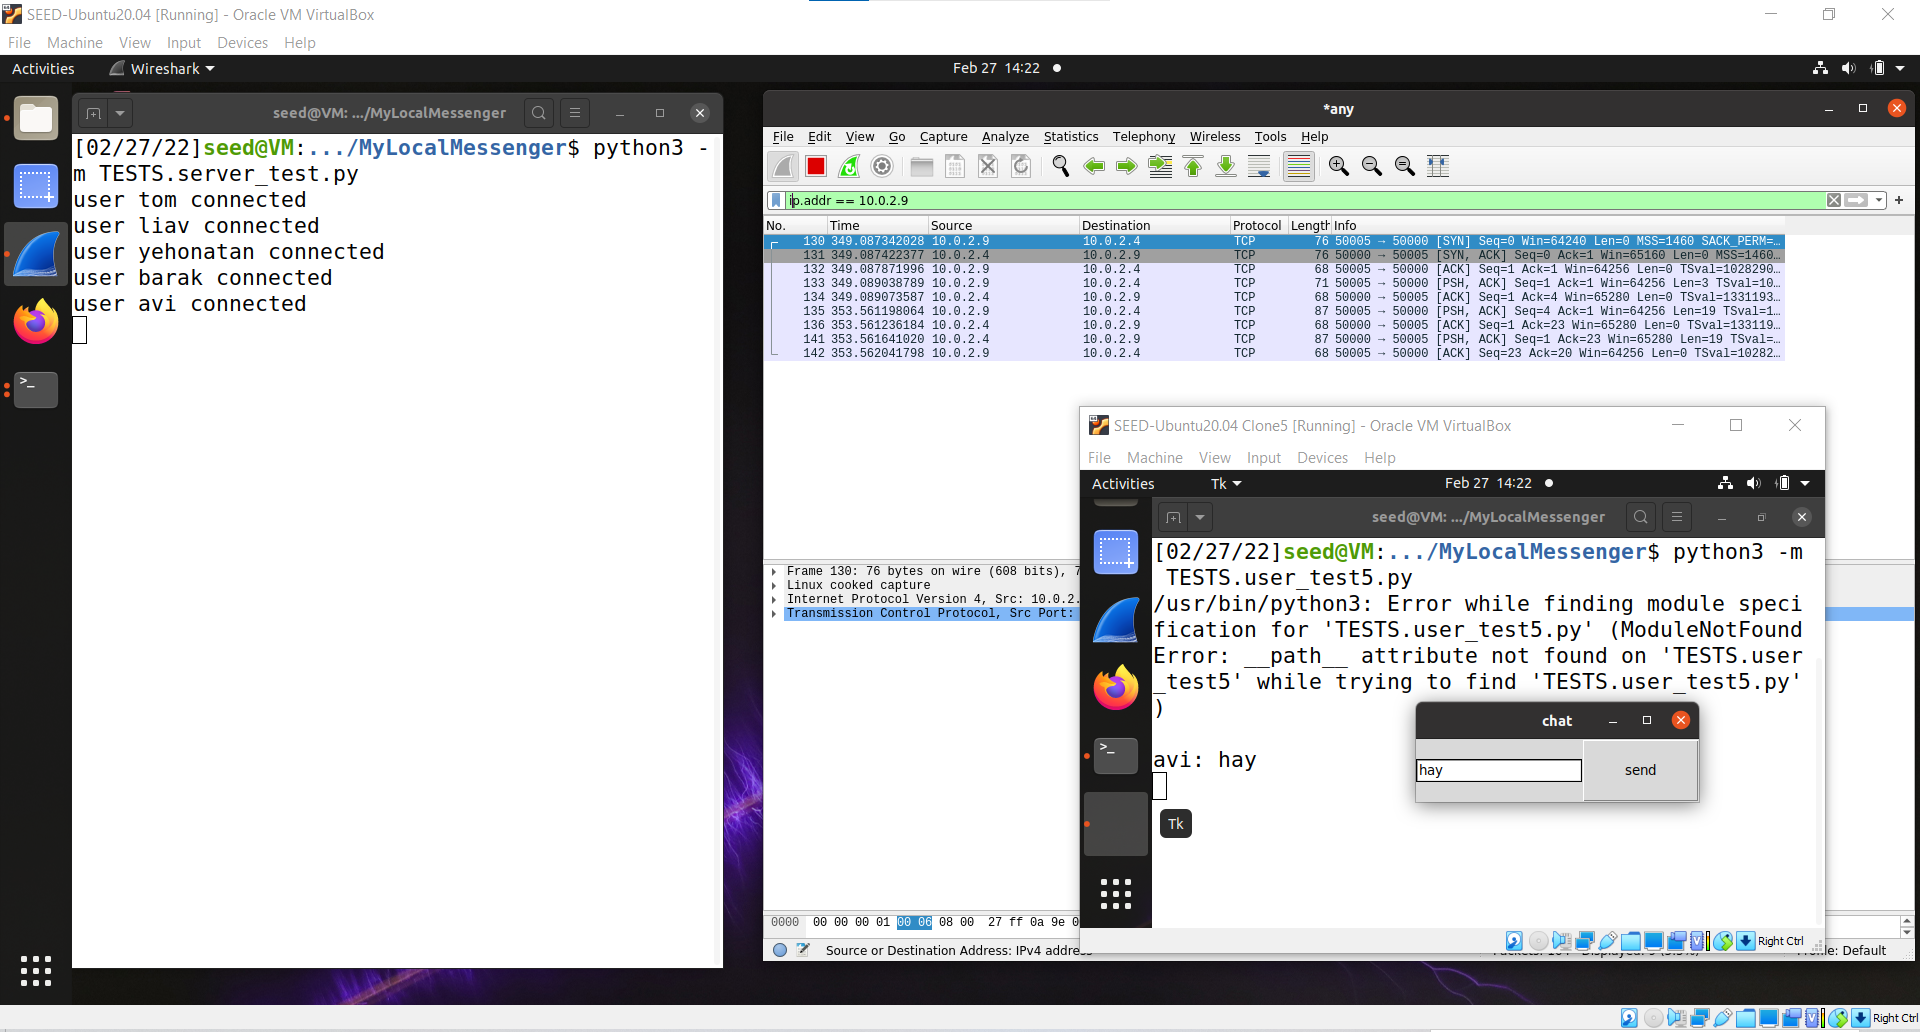 SEED-Ubuntu20.04 [Running] - Oracle VM VirtualBox
File Machine View Input Devices Help
Activities Wireshark Feb 27 14:22
seed@VM: .../MyLocalMessenger
[02/27/22]seed@VM:.../MyLocalMessenger$ python3 -
m TESTS.server_test.py
user tom connected
user liav connected
user yehonatan connected
user barak connected
user avi connected
*any
File Edit View Go Capture Analyze Statistics Telephony Wireless Tools Help
ip.addr == 10.0.2.9
No. Time Source Destination Protocol Length Info
130 349.087342028 10.0.2.9 10.0.2.4 TCP 76 50005 → 50000 [SYN] Seq=0 Win=64240 Len=0 MSS=1460 SACK_PERM=…
131 349.087422377 10.0.2.4 10.0.2.9 TCP 76 50000 → 50005 [SYN, ACK] Seq=0 Ack=1 Win=65160 Len=0 MSS=1460…
132 349.087871996 10.0.2.9 10.0.2.4 TCP 68 50005 → 50000 [ACK] Seq=1 Ack=1 Win=64256 Len=0 TSval=1028290…
133 349.089038789 10.0.2.9 10.0.2.4 TCP 71 50005 → 50000 [PSH, ACK] Seq=1 Ack=1 Win=64256 Len=3 TSval=10…
134 349.089073587 10.0.2.4 10.0.2.9 TCP 68 50000 → 50005 [ACK] Seq=1 Ack=4 Win=65280 Len=0 TSval=1331193…
135 353.561198064 10.0.2.9 10.0.2.4 TCP 87 50005 → 50000 [PSH, ACK] Seq=4 Ack=1 Win=64256 Len=19 TSval=1…
136 353.561236184 10.0.2.4 10.0.2.9 TCP 68 50000 → 50005 [ACK] Seq=1 Ack=23 Win=65280 Len=0 TSval=133119…
141 353.561641020 10.0.2.4 10.0.2.9 TCP 87 50000 → 50005 [PSH, ACK] Seq=1 Ack=23 Win=65280 Len=19 TSval=…
142 353.562041798 10.0.2.9 10.0.2.4 TCP 68 50005 → 50000 [ACK] Seq=23 Ack=20 Win=64256 Len=0 TSval=10282…
Frame 130: 76 bytes on wire (608 bits), 7
Linux cooked capture
Internet Protocol Version 4, Src: 10.0.2.
Transmission Control Protocol, Src Port:
0000 00 00 00 01 00 06 08 00 27 ff 0a 9e 0
Source or Destination Address: IPv4 addre
Default
SEED-Ubuntu20.04 Clone5 [Running] - Oracle VM VirtualBox
File Machine View Input Devices Help
Activities Tk Feb 27 14:22
seed@VM: .../MyLocalMessenger
[02/27/22]seed@VM:.../MyLocalMessenger$ python3 -m
TESTS.user_test5.py
/usr/bin/python3: Error while finding module speci
fication for 'TESTS.user_test5.py' (ModuleNotFound
Error: __path__ attribute not found on 'TESTS.user
_test5' while trying to find 'TESTS.user_test5.py'
)
avi: hay
chat
hay send
Tk
Right Ctrl
Right Ctrl